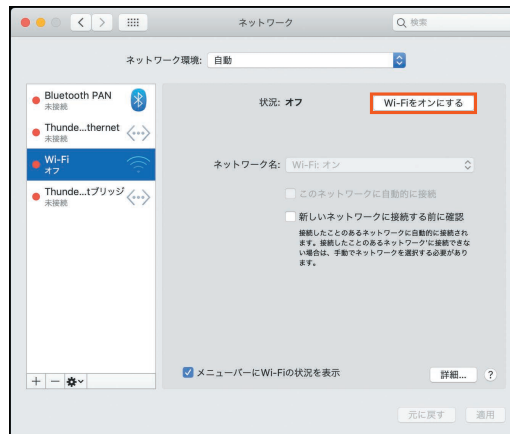 ネットワーク
検索
ネットワーク環境: 自動
Bluetooth PAN
未接続
Thunde...thernet
未接続
Wi-Fi
オフ
Thunde...tブリッジ
未接続
状況: オフ
Wi-Fiをオンにする
ネットワーク名: Wi-Fi: オン
このネットワークに自動的に接続
新しいネットワークに接続する前に確認
接続したことのあるネットワークに自動的に接続され
ます。接続したことのあるネットワークに接続できな
い場合は、手動でネットワークを選択する必要があり
ます。
メニューバーにWi-Fiの状況を表示
詳細... ?
元に戻す 適用